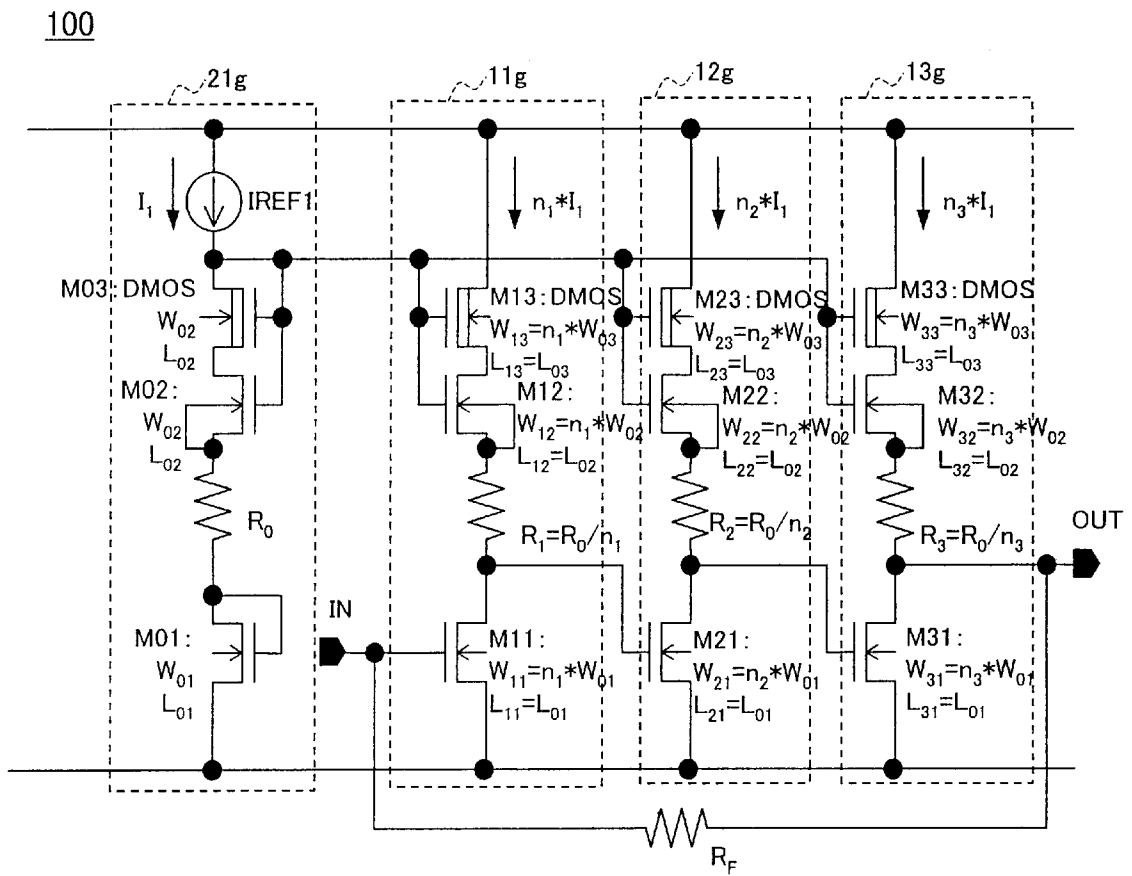 100
21g
11g
12g
13g
I₁
IREF1
n₁*I₁
n₂*I₁
n₃*I₁
M03:DMOS
W₀₂
L₀₂
M13:DMOS
W₁₃=n₁*W₀₃
L₁₃=L₀₃
M23:DMOS
W₂₃=n₂*W₀₃
L₂₃=L₀₃
M33:DMOS
W₃₃=n₃*W₀₃
L₃₃=L₀₃
M02:
W₀₂
L₀₂
M12:
W₁₂=n₁*W₀₂
L₁₂=L₀₂
M22:
W₂₂=n₂*W₀₂
L₂₂=L₀₂
M32:
W₃₂=n₃*W₀₂
L₃₂=L₀₂
R₀
R₁=R₀/n₁
R₂=R₀/n₂
R₃=R₀/n₃
OUT
IN
M01:
W₀₁
L₀₁
M11:
W₁₁=n₁*W₀₁
L₁₁=L₀₁
M21:
W₂₁=n₂*W₀₁
L₂₁=L₀₁
M31:
W₃₁=n₃*W₀₁
L₃₁=L₀₁
R_F